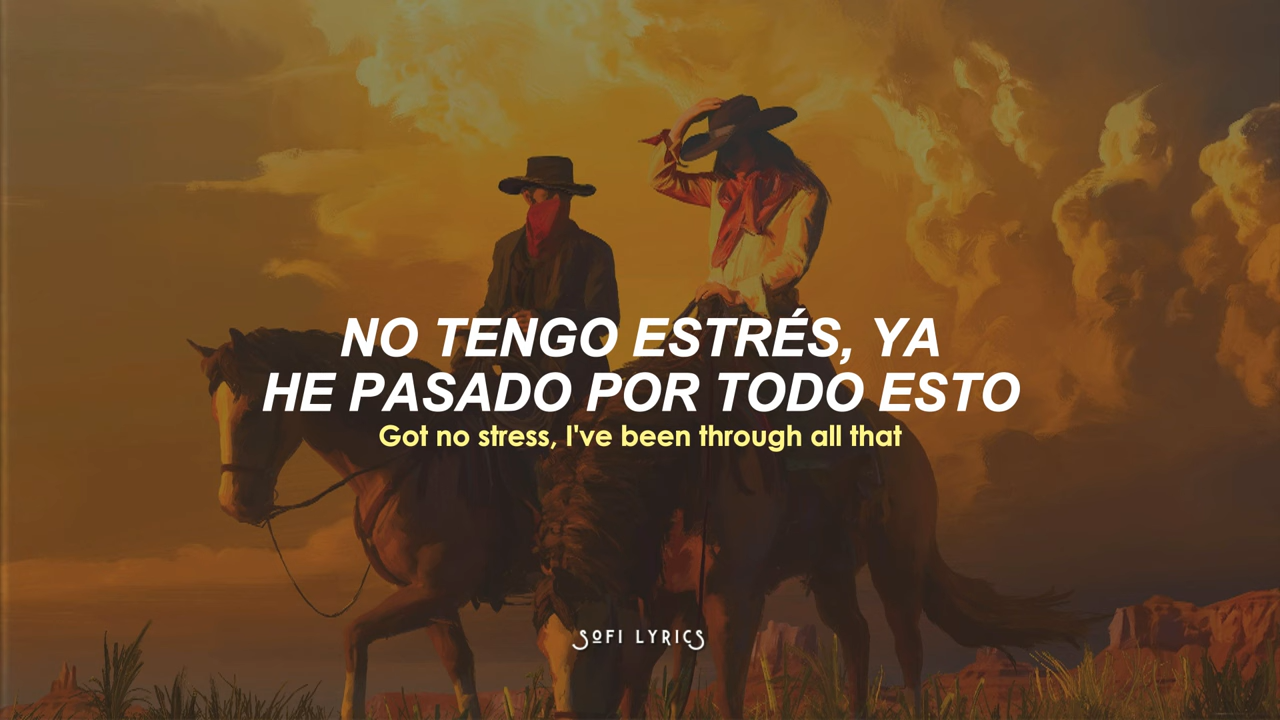 NO TENGO ESTRÉS, YA
HE PASADO POR TODO ESTO
Got no stress, I've been through all that
SOFI LYRICS